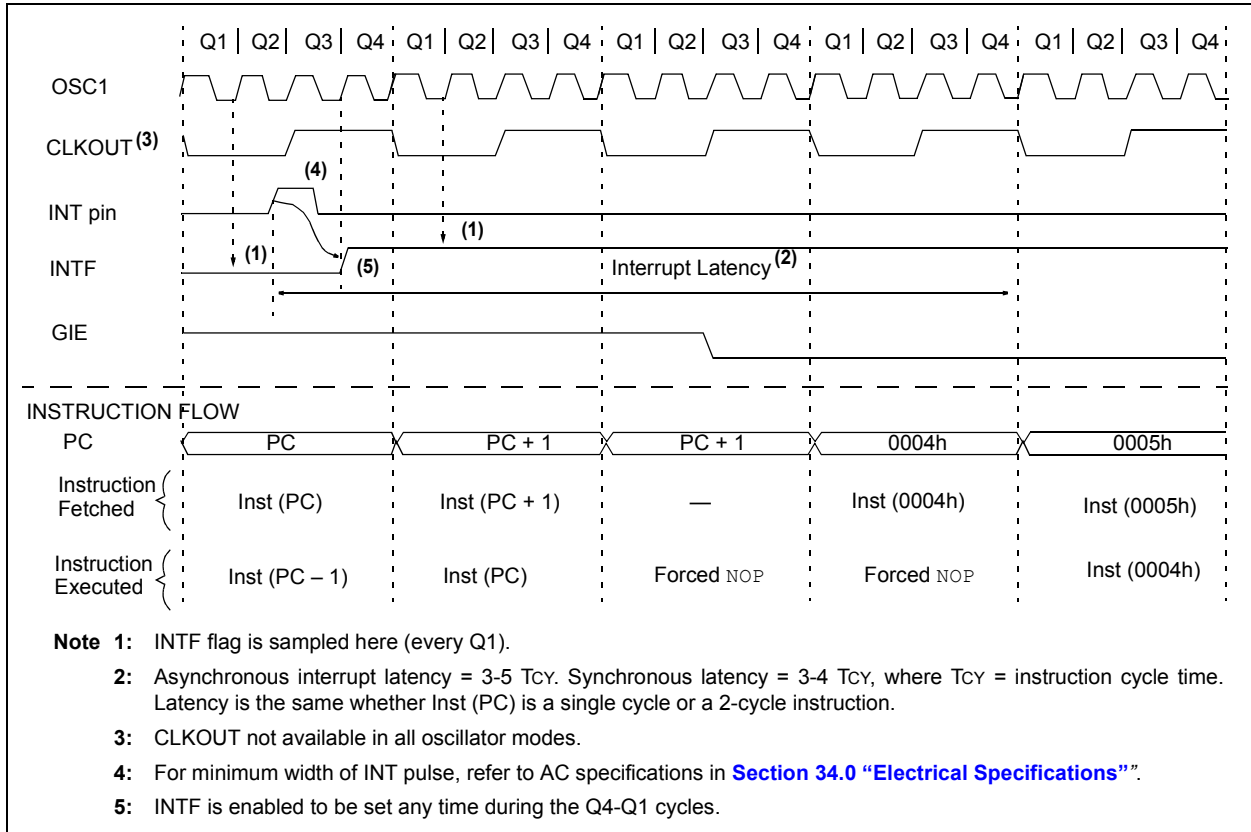 Q1 | Q2 | Q3 | Q4 Q1 | Q2 | Q3 | Q4 Q1 | Q2 | Q3 | Q4 Q1 | Q2 | Q3 | Q4 Q1 | Q2 | Q3 | Q4
OSC1
CLKOUT (3)
(4)
INT pin
(1) (1)
INTF (5) Interrupt Latency (2)
GIE
INSTRUCTION FLOW
PC PC PC + 1 PC + 1 0004h 0005h
Instruction
Fetched Inst (PC) Inst (PC + 1) — Inst (0004h) Inst (0005h)
Instruction
Executed Inst (PC – 1) Inst (PC) Forced NOP Forced NOP Inst (0004h)
Note 1: INTF flag is sampled here (every Q1).
2: Asynchronous interrupt latency = 3-5 TCY. Synchronous latency = 3-4 TCY, where TCY = instruction cycle time.
Latency is the same whether Inst (PC) is a single cycle or a 2-cycle instruction.
3: CLKOUT not available in all oscillator modes.
4: For minimum width of INT pulse, refer to AC specifications in Section 34.0 “Electrical Specifications””.
5: INTF is enabled to be set any time during the Q4-Q1 cycles.